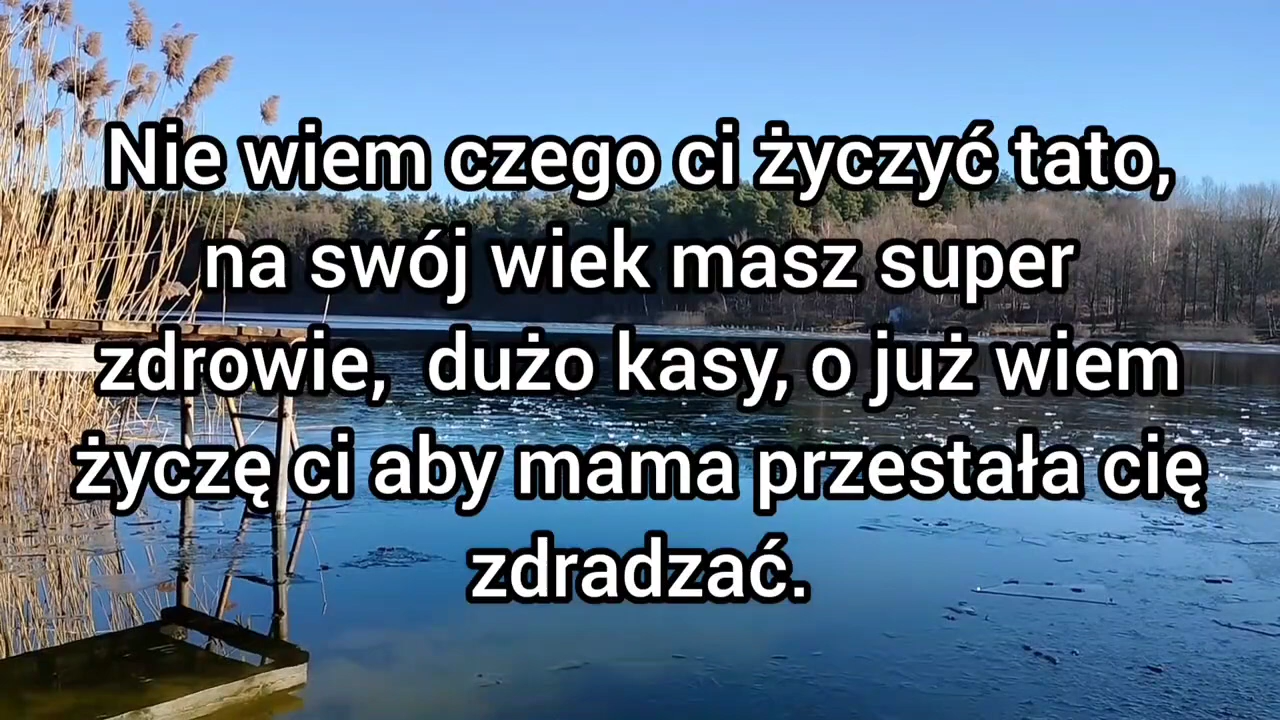 Nie wiem czego ci życzyć tato,
na swój wiek masz super
zdrowie, dużo kasy, o już wiem
życzę ci aby mama przestała cię
zdradzać.